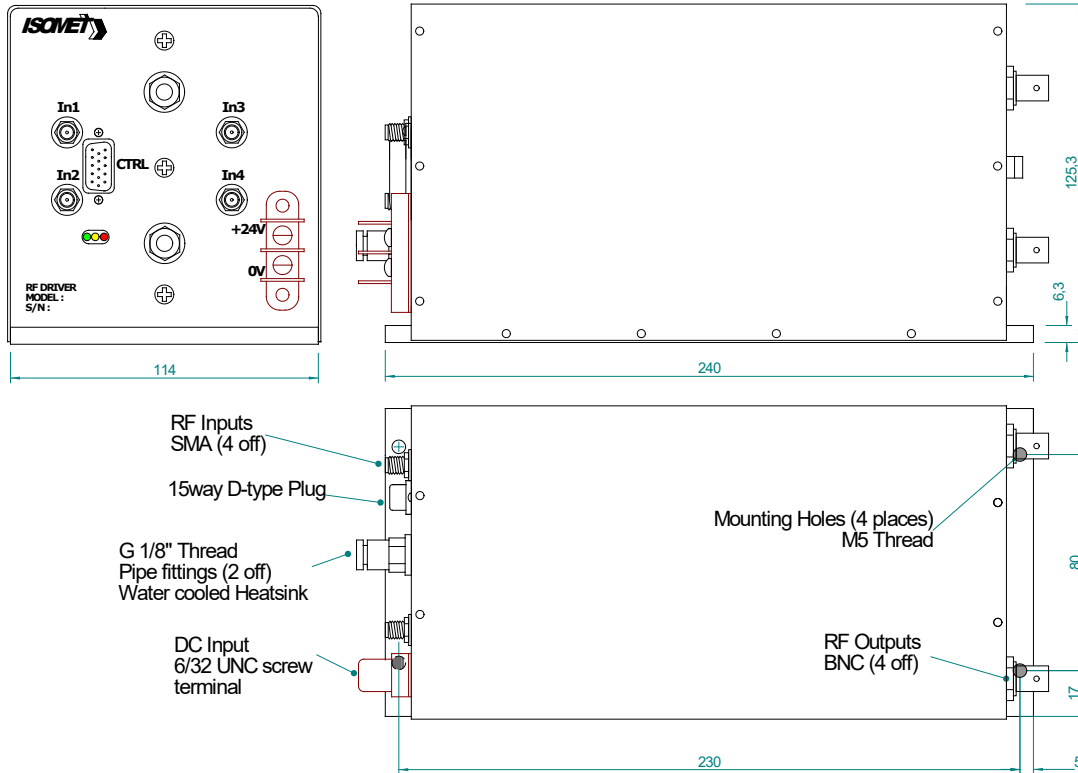 ISOMET
In1
In3
CTRL
In2
In4
+24V
0V
RF DRIVER
MODEL :
S/N :
114
240
125,3
6,3
RF Inputs
SMA (4 off)
15way D-type Plug
G 1/8" Thread
Pipe fittings (2 off)
Water cooled Heatsink
DC Input
6/32 UNC screw
terminal
Mounting Holes (4 places)
M5 Thread
RF Outputs
BNC (4 off)
80
17
230
5